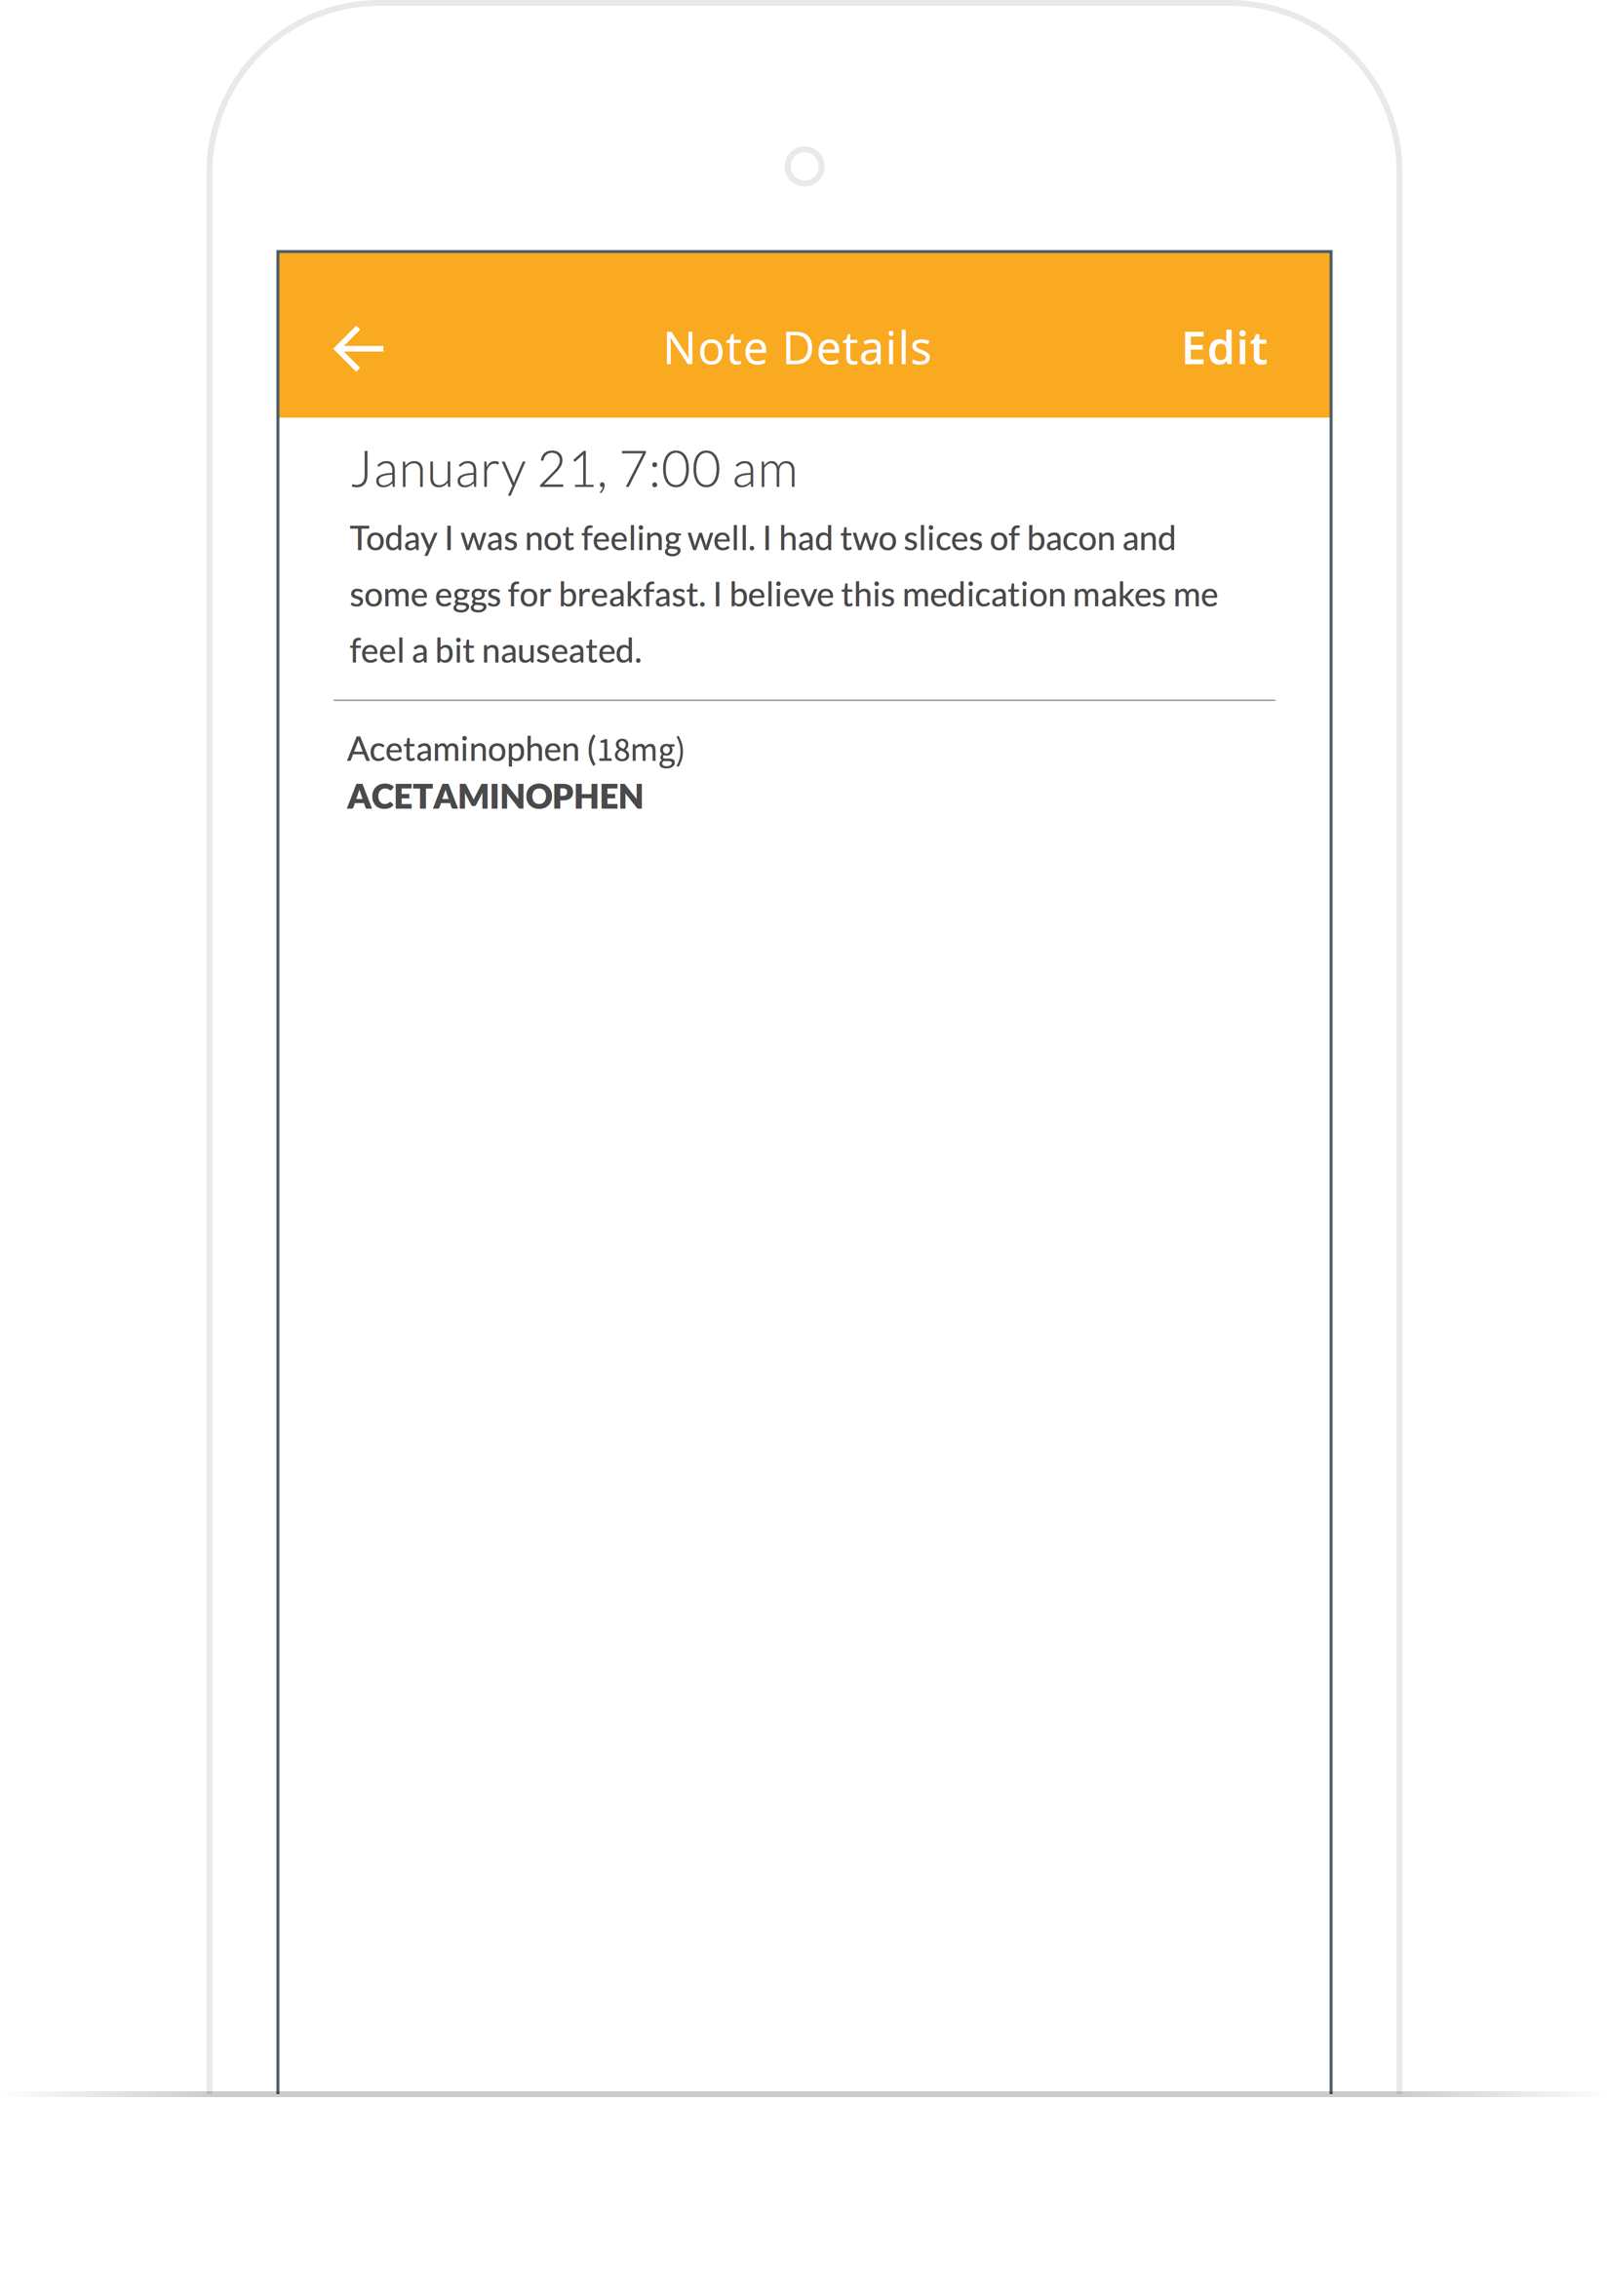 Note Details
Edit
January 21, 7:00 am
Today I was not feeling well. I had two slices of bacon and
some eggs for breakfast. I believe this medication makes me
feel a bit nauseated.
Acetaminophen (18mg)
ACETAMINOPHEN